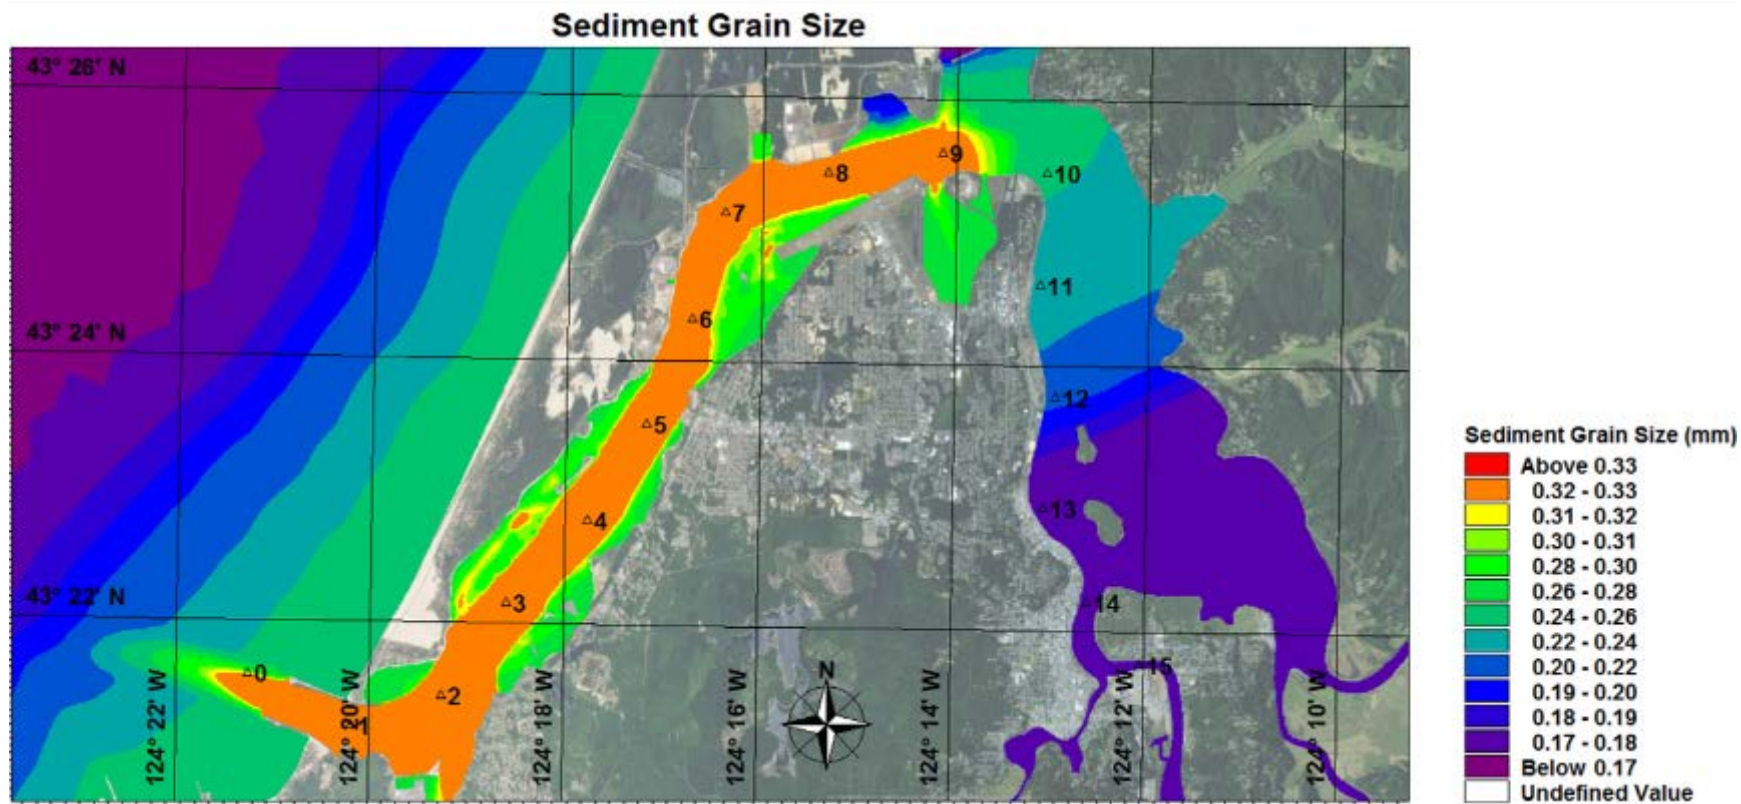 Sediment Grain Size
43° 26' N
9
8
10
7
11
6
43° 24' N
12
5
13
4
43° 22' N
3
14
15
0
2
1
N
124° 22' W
124° 20' W
124° 18' W
124° 16' W
124° 14' W
124° 12' W
124° 10' W
Sediment Grain Size (mm)
Above 0.33
0.32 - 0.33
0.31 - 0.32
0.30 - 0.31
0.28 - 0.30
0.26 - 0.28
0.24 - 0.26
0.22 - 0.24
0.20 - 0.22
0.19 - 0.20
0.18 - 0.19
0.17 - 0.18
Below 0.17
Undefined Value